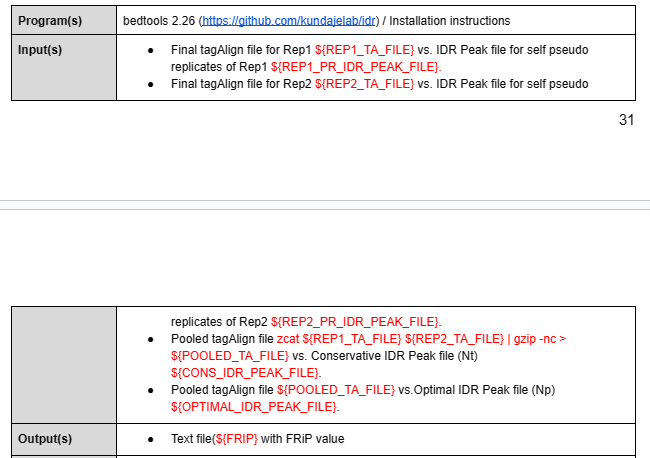 Program(s)
bedtools 2.26 (https://github.com/kundajelab/idr) / Installation instructions
Input(s)
● Final tagAlign file for Rep1 ${REP1_TA_FILE} vs. IDR Peak file for self pseudo
replicates of Rep1 ${REP1_PR_IDR_PEAK_FILE}.
● Final tagAlign file for Rep2 ${REP2_TA_FILE} vs. IDR Peak file for self pseudo
31
replicates of Rep2 ${REP2_PR_IDR_PEAK_FILE}.
● Pooled tagAlign file zcat ${REP1_TA_FILE} ${REP2_TA_FILE} | gzip -nc >
${POOLED_TA_FILE} vs. Conservative IDR Peak file (Nt)
${CONS_IDR_PEAK_FILE}.
● Pooled tagAlign file ${POOLED_TA_FILE} vs.Optimal IDR Peak file (Np)
${OPTIMAL_IDR_PEAK_FILE}.
Output(s)
● Text file(${FRIP} with FRiP value